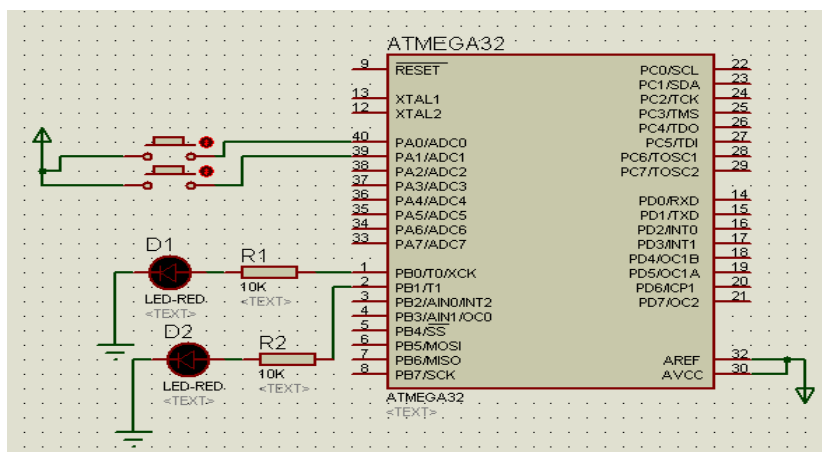 ATMEGA32
9 RESET PC0/SCL 22
PC1/SDA 23
13 XTAL1 PC2/TCK 24
12 XTAL2 PC3/TMS 25
PC4/TDO 26
40 PA0/ADC0 PC5/TDI 27
39 PA1/ADC1 PC6/TOSC1 28
38 PA2/ADC2 PC7/TOSC2 29
37 PA3/ADC3
36 PA4/ADC4 PD0/RXD 14
35 PA5/ADC5 PD1/TXD 15
34 PA6/ADC6 PD2/INT0 16
33 PA7/ADC7 PD3/INT1 17
PD4/OC1B 18
1 PB0/T0/XCK PD5/OC1A 19
2 PB1/T1 PD6/ICP1 20
3 PB2/AIN0/INT2 PD7/OC2 21
4 PB3/AIN1/OC0
5 PB4/SS
6 PB5/MOSI
7 PB6/MISO AREF 32
8 PB7/SCK AVCC 30
ATMEGA32
<TEXT>
D1
LED-RED
<TEXT>
R1
10K
<TEXT>
D2
LED-RED
<TEXT>
R2
10K
<TEXT>